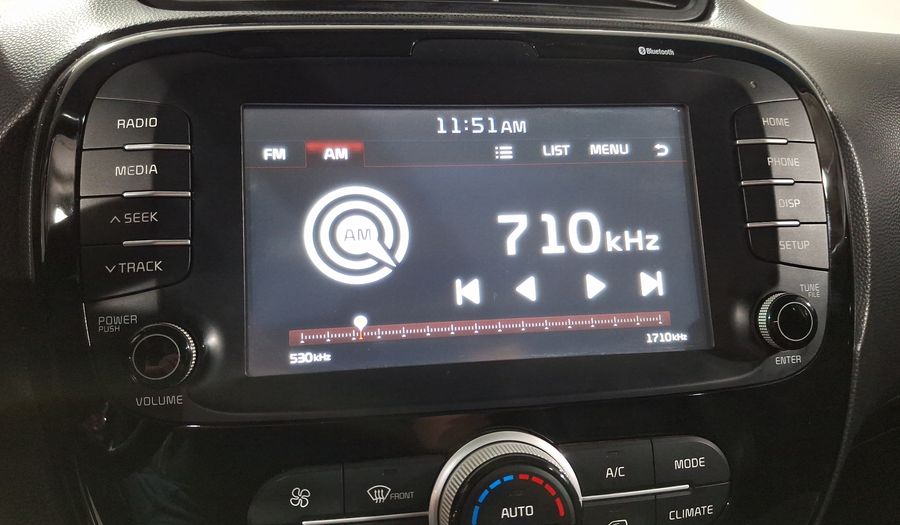 Bluetooth
RADIO
MEDIA
SEEK
TRACK
POWER
PUSH
VOLUME
11:51AM
FM AM LIST MENU
AM
710kHz
530kHz 1710kHz
HOME
PHONE
DISP
SETUP
TUNE
FILE
ENTER
FRONT
AUTO
A/C
MODE
CLIMATE